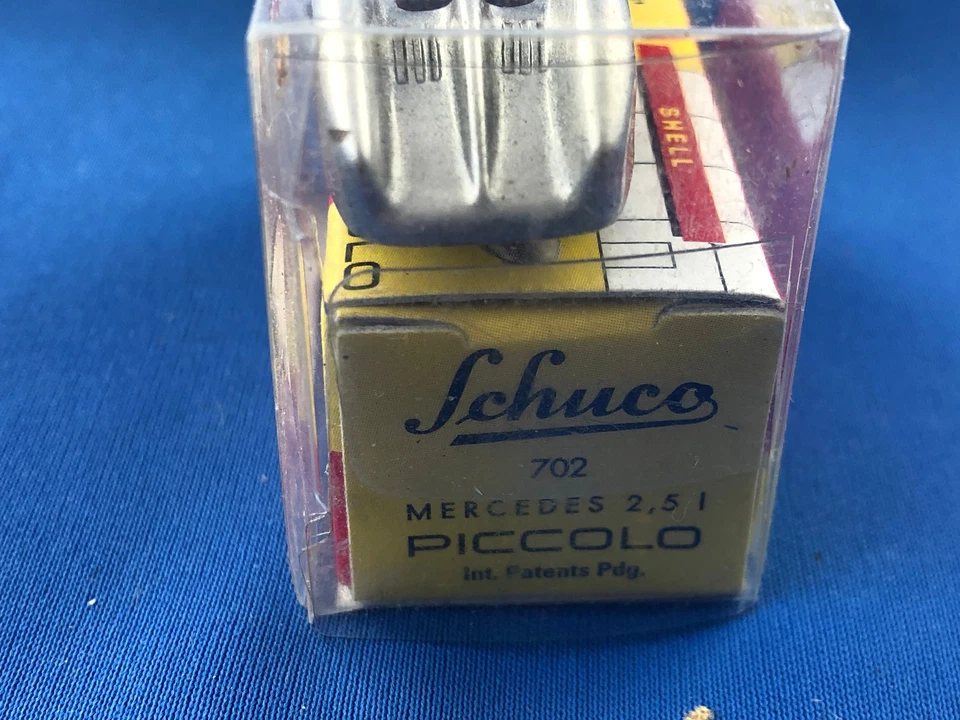 SHELL
O
Schuco
702
MERCEDES 2,5 l
PICCOLO
Int. Patents Pdg.